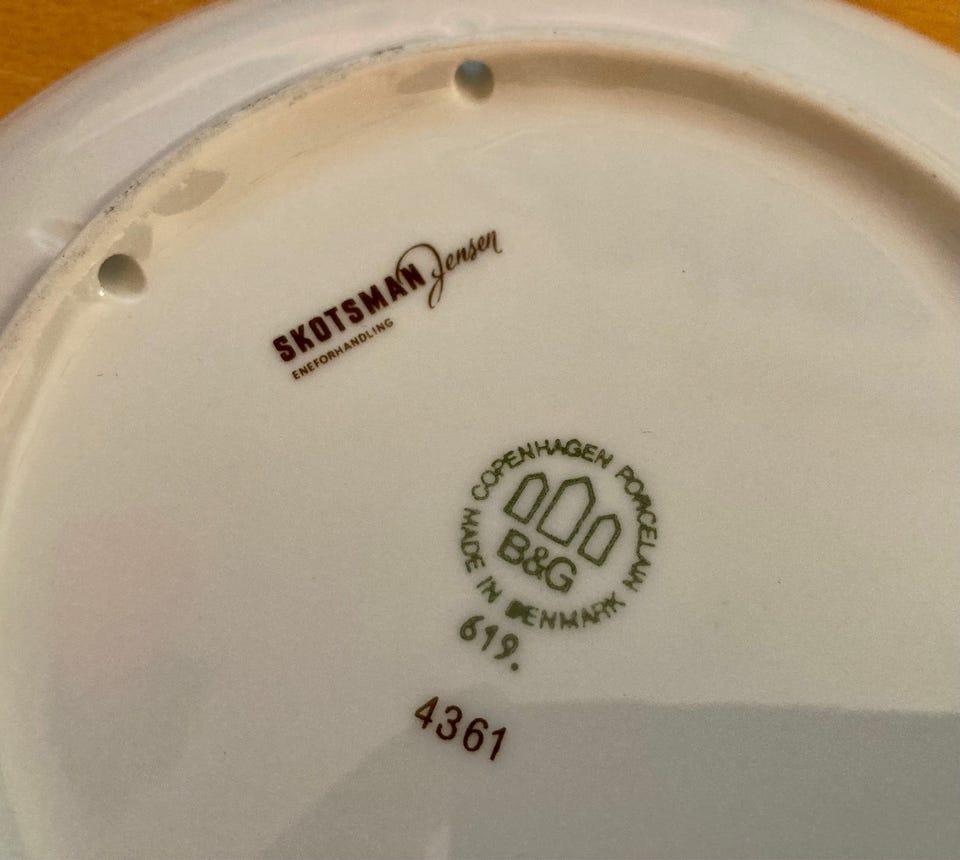 SKOTSMAN Jensen
ENEFORHANDLING
COPENHAGEN PORCELAIN
B&G
MADE IN DENMARK
619.
4361